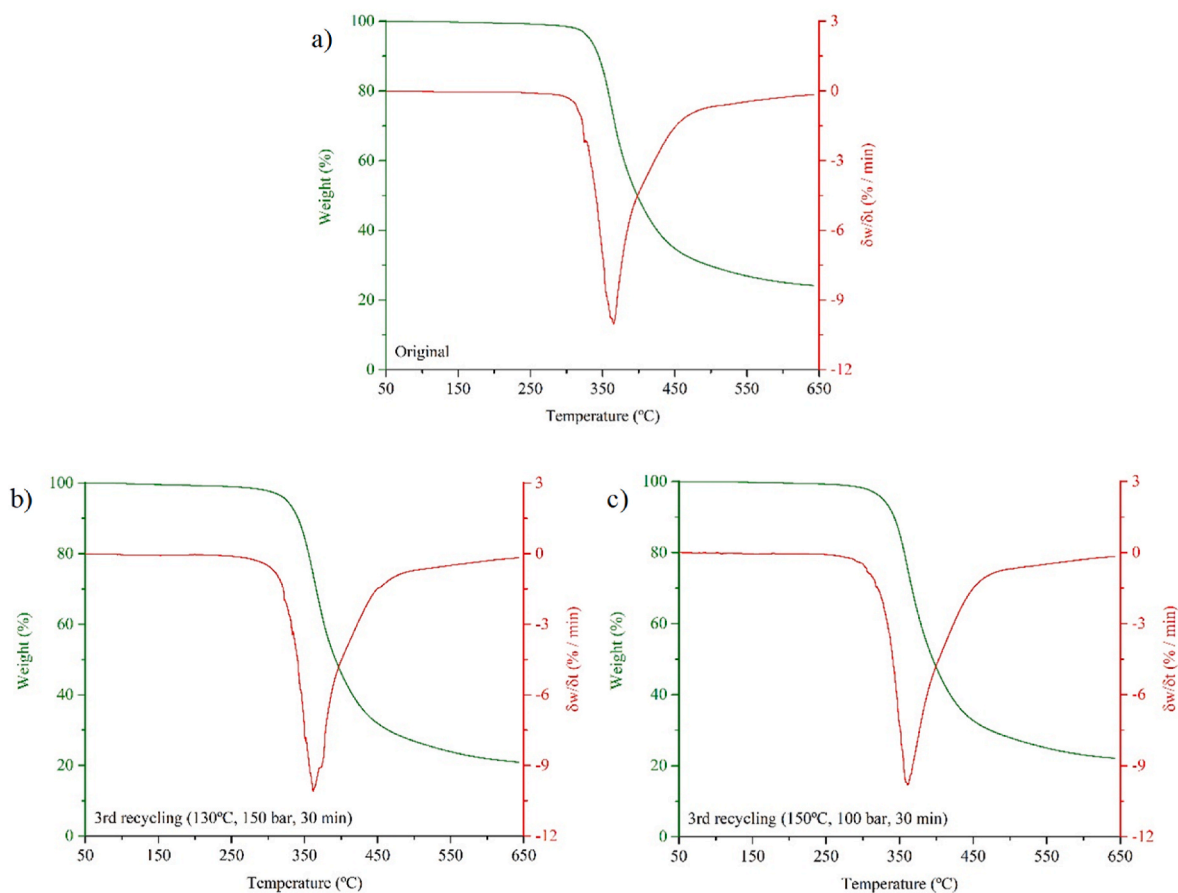 a)
100
80
60
40
20
0
Weight (%)
3
0
-3
-6
-9
-12
δw/δt (% / min)
Original
50 150 250 350 450 550 650
Temperature (ºC)
b)
100
80
60
40
20
0
Weight (%)
3
0
-3
-6
-9
-12
δw/δt (% / min)
3rd recycling (130ºC, 150 bar, 30 min)
50 150 250 350 450 550 650
Temperature (ºC)
c)
100
80
60
40
20
0
Weight (%)
3
0
-3
-6
-9
-12
δw/δt (% / min)
3rd recycling (150ºC, 100 bar, 30 min)
50 150 250 350 450 550 650
Temperature (ºC)